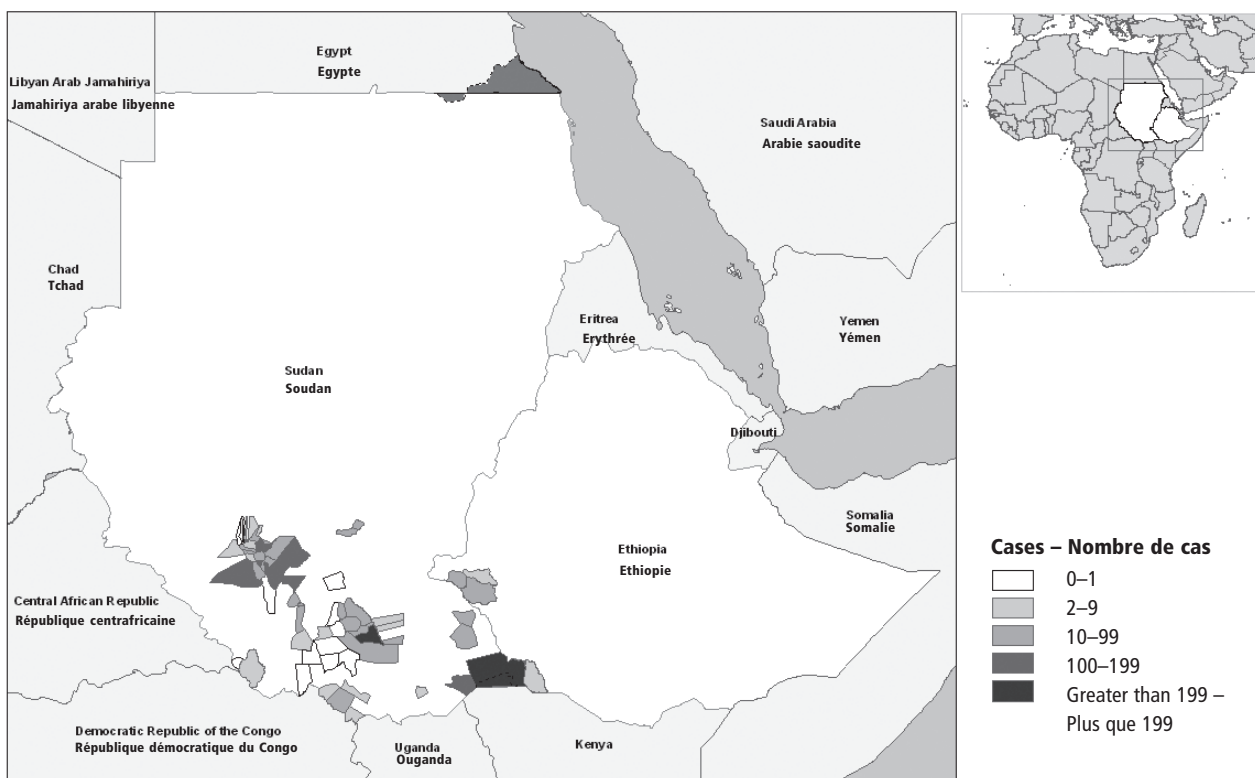 Egypt
Egypte
Libyan Arab Jamahiriya
Jamahiriya arabe libyenne
Saudi Arabia
Arabie saoudite
Chad
Tchad
Eritrea
Erythrée
Yemen
Yémen
Sudan
Soudan
Djibouti
Somalia
Somalie
Ethiopia
Ethiopie
Central African Republic
République centrafricaine
Democratic Republic of the Congo
République démocratique du Congo
Uganda
Ouganda
Kenya
Cases – Nombre de cas
0–1
2–9
10–99
100–199
Greater than 199 –
Plus que 199